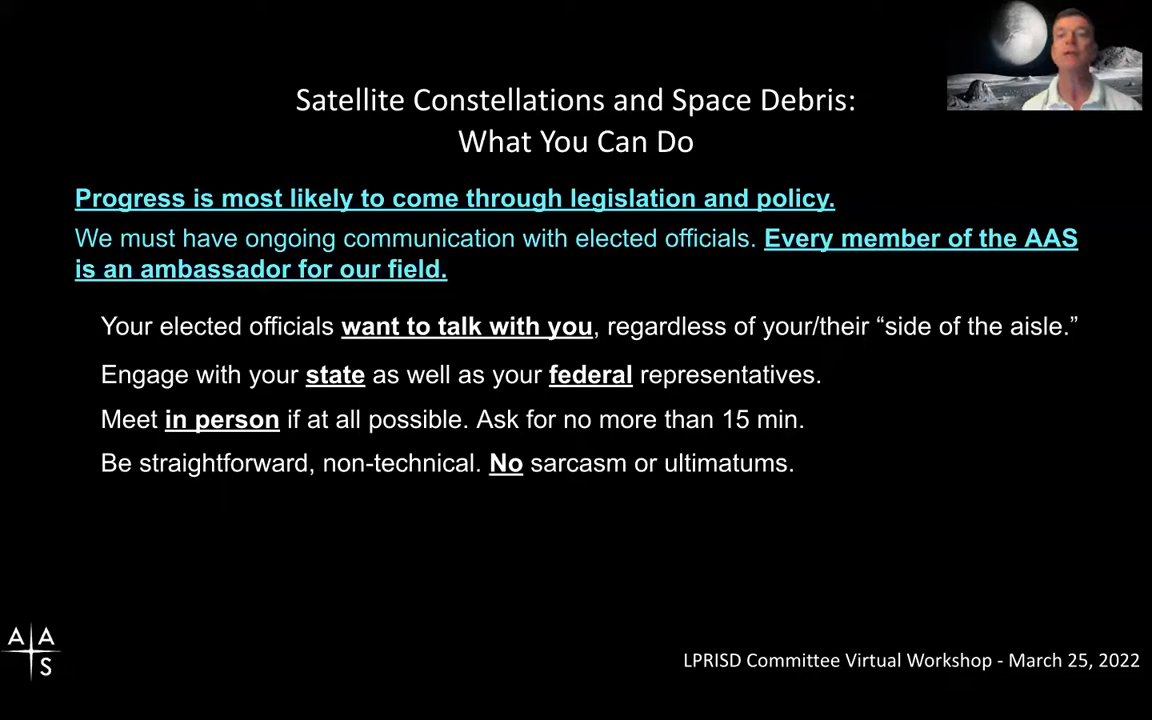 Satellite Constellations and Space Debris:
What You Can Do
Progress is most likely to come through legislation and policy.
We must have ongoing communication with elected officials. Every member of the AAS
is an ambassador for our field.
Your elected officials want to talk with you, regardless of your/their “side of the aisle.”
Engage with your state as well as your federal representatives.
Meet in person if at all possible. Ask for no more than 15 min.
Be straightforward, non-technical. No sarcasm or ultimatums.
A A
S
LPRISD Committee Virtual Workshop - March 25, 2022